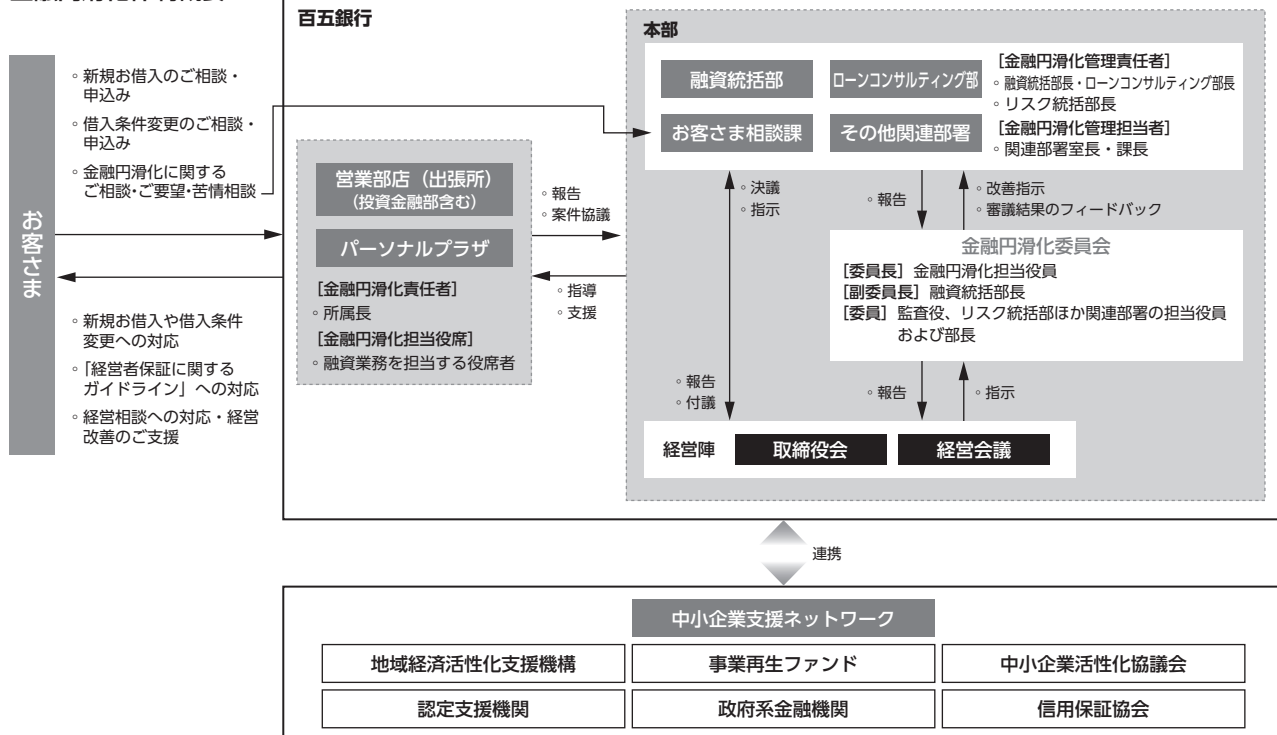 百五銀行
お客さま
◦新規お借入のご相談・
申込み
◦借入条件変更のご相談・
申込み
◦金融円滑化に関する
ご相談・ご要望・苦情相談
◦新規お借入や借入条件
変更への対応
◦「経営者保証に関する
ガイドライン」への対応
◦経営相談への対応・経営
改善のご支援
営業部店（出張所）
（投資金融部含む）
パーソナルプラザ
［金融円滑化責任者］
◦所属長
［金融円滑化担当役席］
◦融資業務を担当する役席者
◦報告
◦案件協議
◦指導
◦支援
本部
融資統括部
ローンコンサルティング部
お客さま相談課
その他関連部署
［金融円滑化管理責任者］
◦融資統括部長・ローンコンサルティング部長
◦リスク統括部長
［金融円滑化管理担当者］
◦関連部署室長・課長
◦決議
◦指示
◦報告
◦改善指示
◦審議結果のフィードバック
金融円滑化委員会
［委員長］金融円滑化担当役員
［副委員長］融資統括部長
［委員］監査役、リスク統括部ほか関連部署の担当役員
および部長
◦報告
◦付議
◦報告
◦指示
経営陣
取締役会
経営会議
連携
中小企業支援ネットワーク
地域経済活性化支援機構
事業再生ファンド
中小企業活性化協議会
認定支援機関
政府系金融機関
信用保証協会